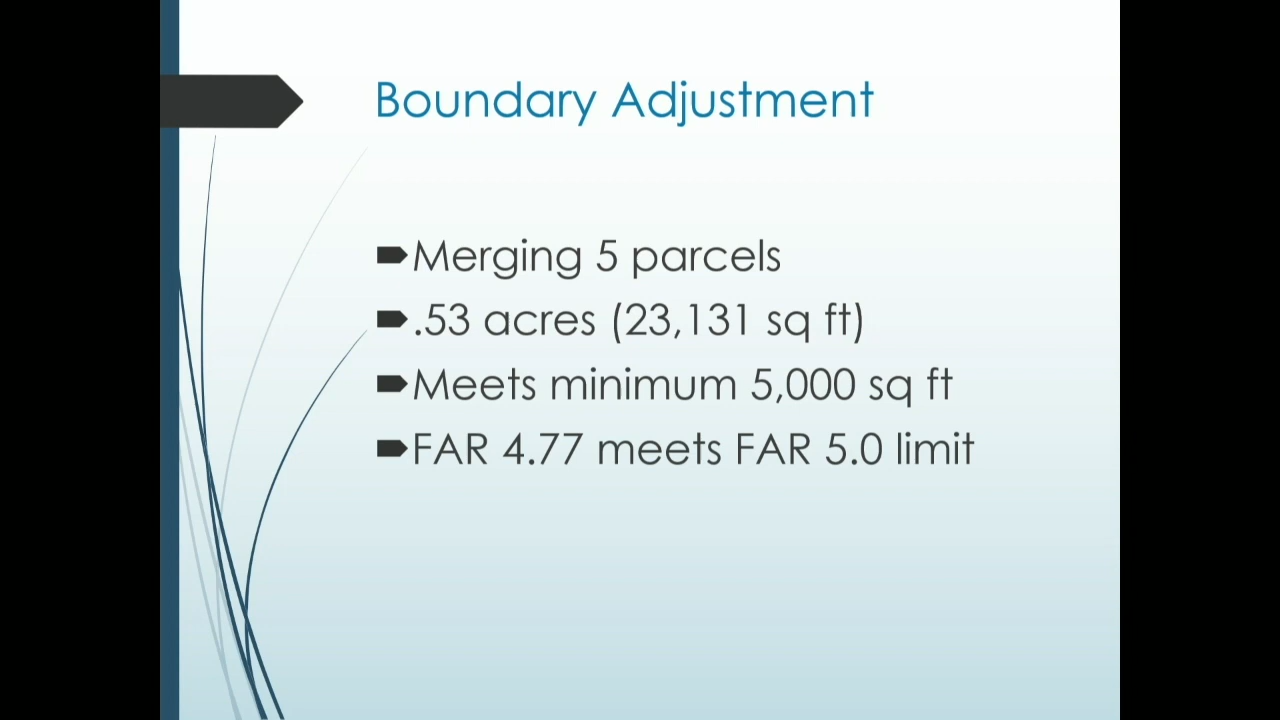 Boundary Adjustment
Merging 5 parcels
.53 acres (23,131 sq ft)
Meets minimum 5,000 sq ft
FAR 4.77 meets FAR 5.0 limit